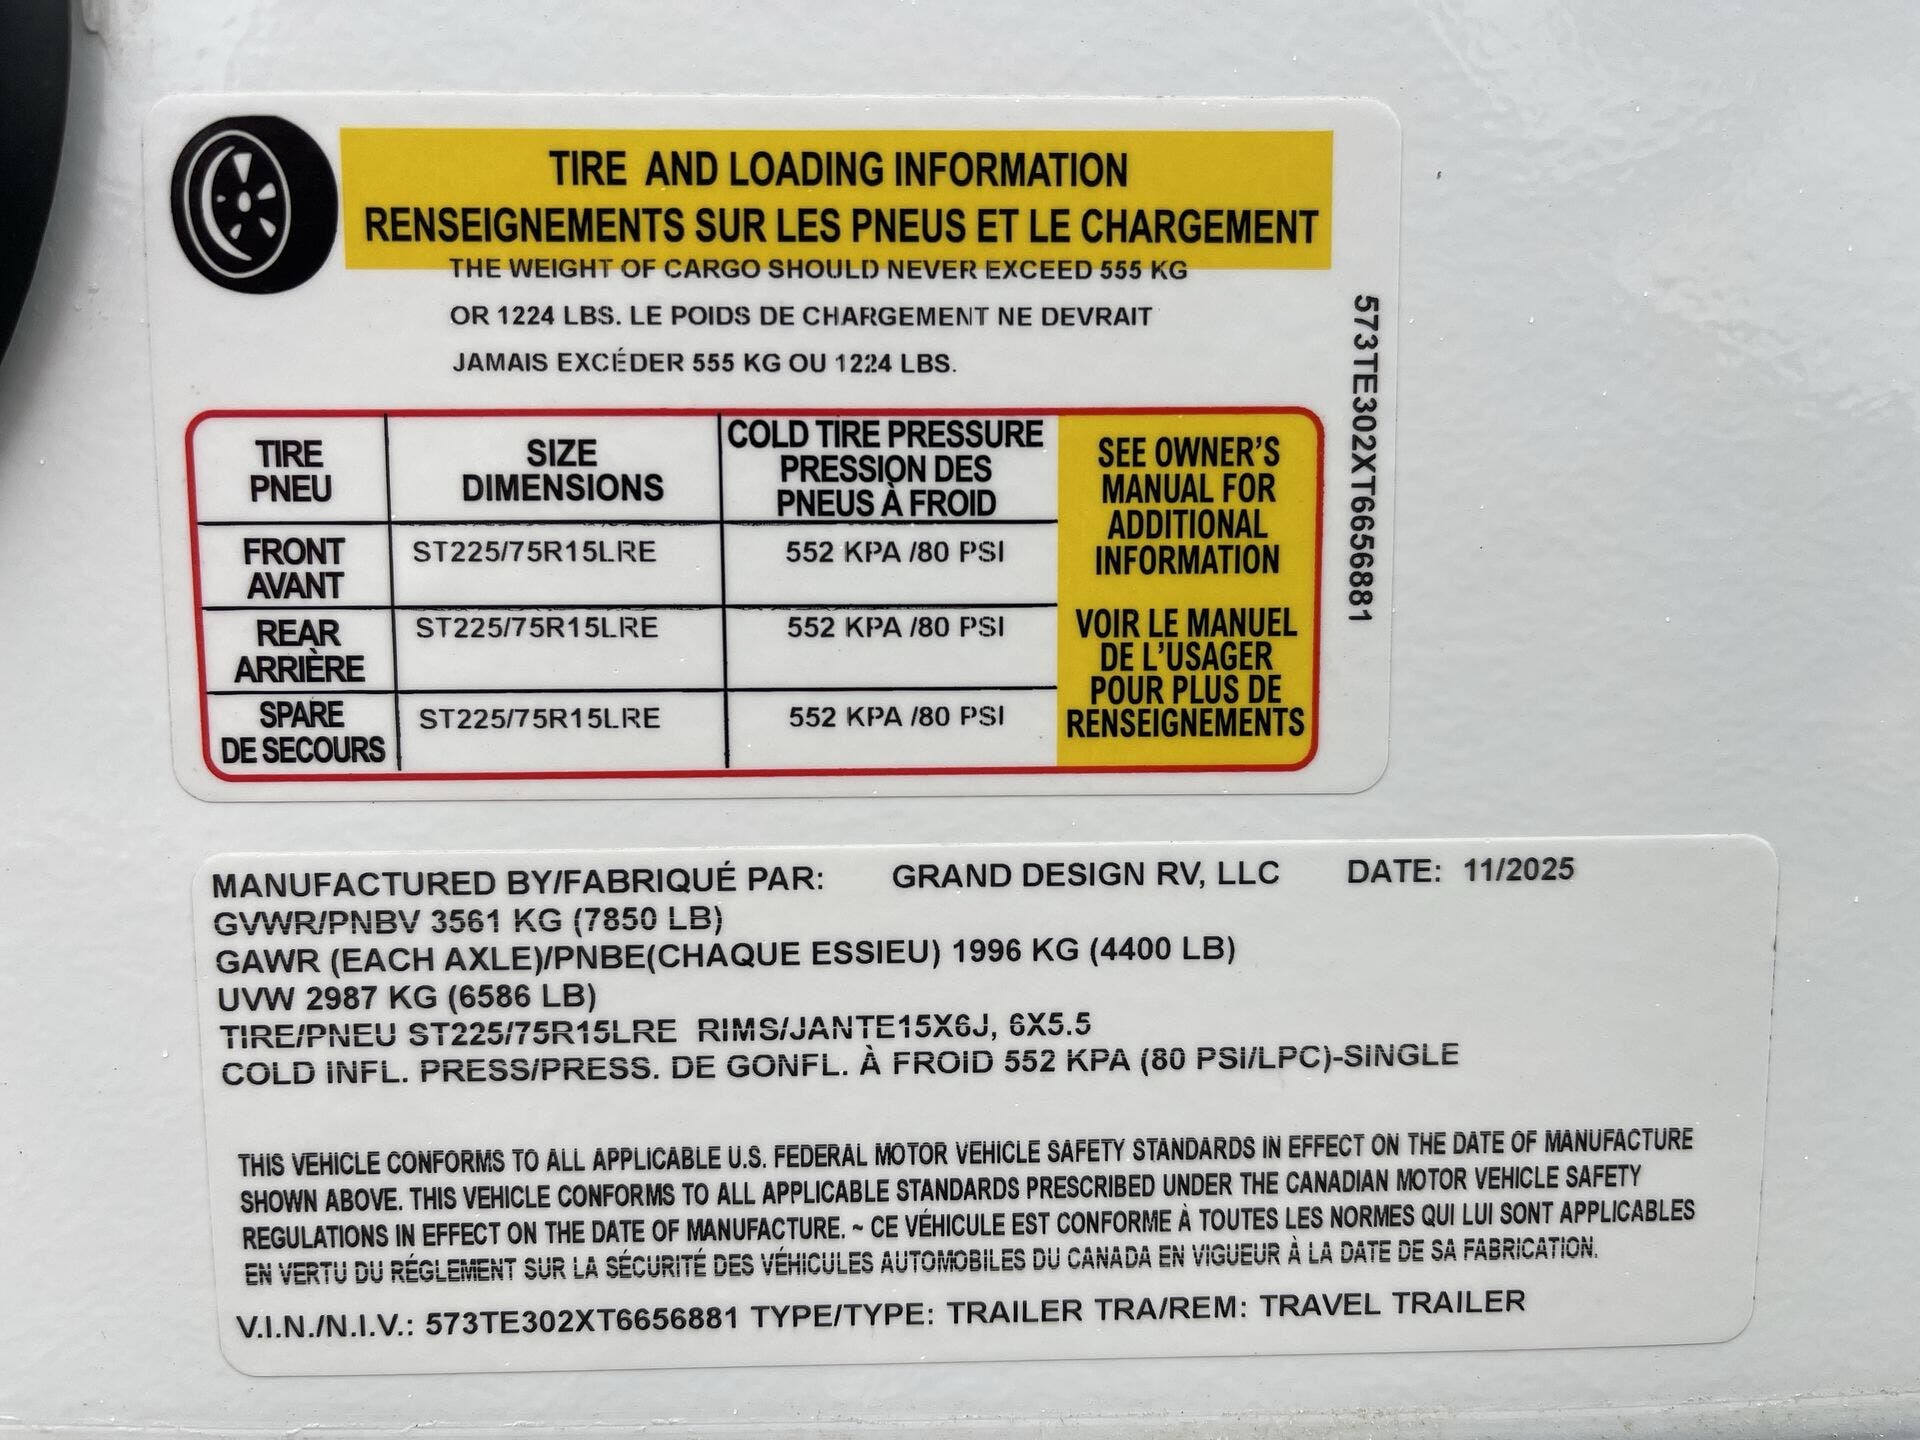 TIRE AND LOADING INFORMATION
RENSEIGNEMENTS SUR LES PNEUS ET LE CHARGEMENT
THE WEIGHT OF CARGO SHOULD NEVER EXCEED 555 KG
OR 1224 LBS. LE POIDS DE CHARGEMENT NE DEVRAIT
JAMAIS EXCÉDER 555 KG OU 1224 LBS.
TIRE
PNEU
SIZE
DIMENSIONS
COLD TIRE PRESSURE
PRESSION DES
PNEUS À FROID
FRONT
AVANT
ST225/75R15LRE
552 KPA /80 PSI
REAR
ARRIÈRE
ST225/75R15LRE
552 KPA /80 PSI
SPARE
DE SECOURS
ST225/75R15LRE
552 KPA /80 PSI
SEE OWNER'S
MANUAL FOR
ADDITIONAL
INFORMATION
VOIR LE MANUEL
DE L'USAGER
POUR PLUS DE
RENSEIGNEMENTS
573TE302XT6656881
MANUFACTURED BY/FABRIQUÉ PAR: GRAND DESIGN RV, LLC DATE: 11/2025
GVWR/PNBV 3561 KG (7850 LB)
GAWR (EACH AXLE)/PNBE(CHAQUE ESSIEU) 1996 KG (4400 LB)
UVW 2987 KG (6586 LB)
TIRE/PNEU ST225/75R15LRE RIMS/JANTE15X6J, 6X5.5
COLD INFL. PRESS/PRESS. DE GONFL. À FROID 552 KPA (80 PSI/LPC)-SINGLE
THIS VEHICLE CONFORMS TO ALL APPLICABLE U.S. FEDERAL MOTOR VEHICLE SAFETY STANDARDS IN EFFECT ON THE DATE OF MANUFACTURE
SHOWN ABOVE. THIS VEHICLE CONFORMS TO ALL APPLICABLE STANDARDS PRESCRIBED UNDER THE CANADIAN MOTOR VEHICLE SAFETY
REGULATIONS IN EFFECT ON THE DATE OF MANUFACTURE. ~ CE VÉHICULE EST CONFORME À TOUTES LES NORMES QUI LUI SONT APPLICABLES
EN VERTU DU RÉGLEMENT SUR LA SÉCURITÉ DES VÉHICULES AUTOMOBILES DU CANADA EN VIGUEUR À LA DATE DE SA FABRICATION.
V.I.N./N.I.V.: 573TE302XT6656881 TYPE/TYPE: TRAILER TRA/REM: TRAVEL TRAILER